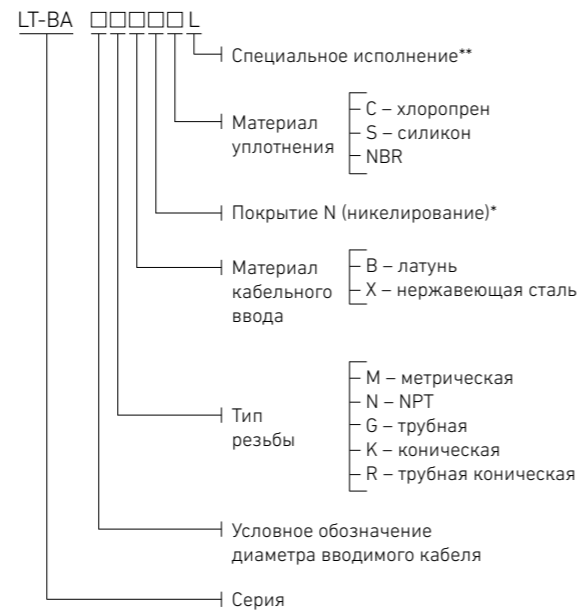 LT-BA □□□□□ L
Специальное исполнение**
Материал
уплотнения
C – хлоропрен
S – силикон
NBR
Покрытие N (никелирование)*
Материал
кабельного
ввода
B – латунь
X – нержавеющая сталь
Тип
резьбы
M – метрическая
N – NPT
G – трубная
K – коническая
R – трубная коническая
Условное обозначение
диаметра вводимого кабеля
Серия